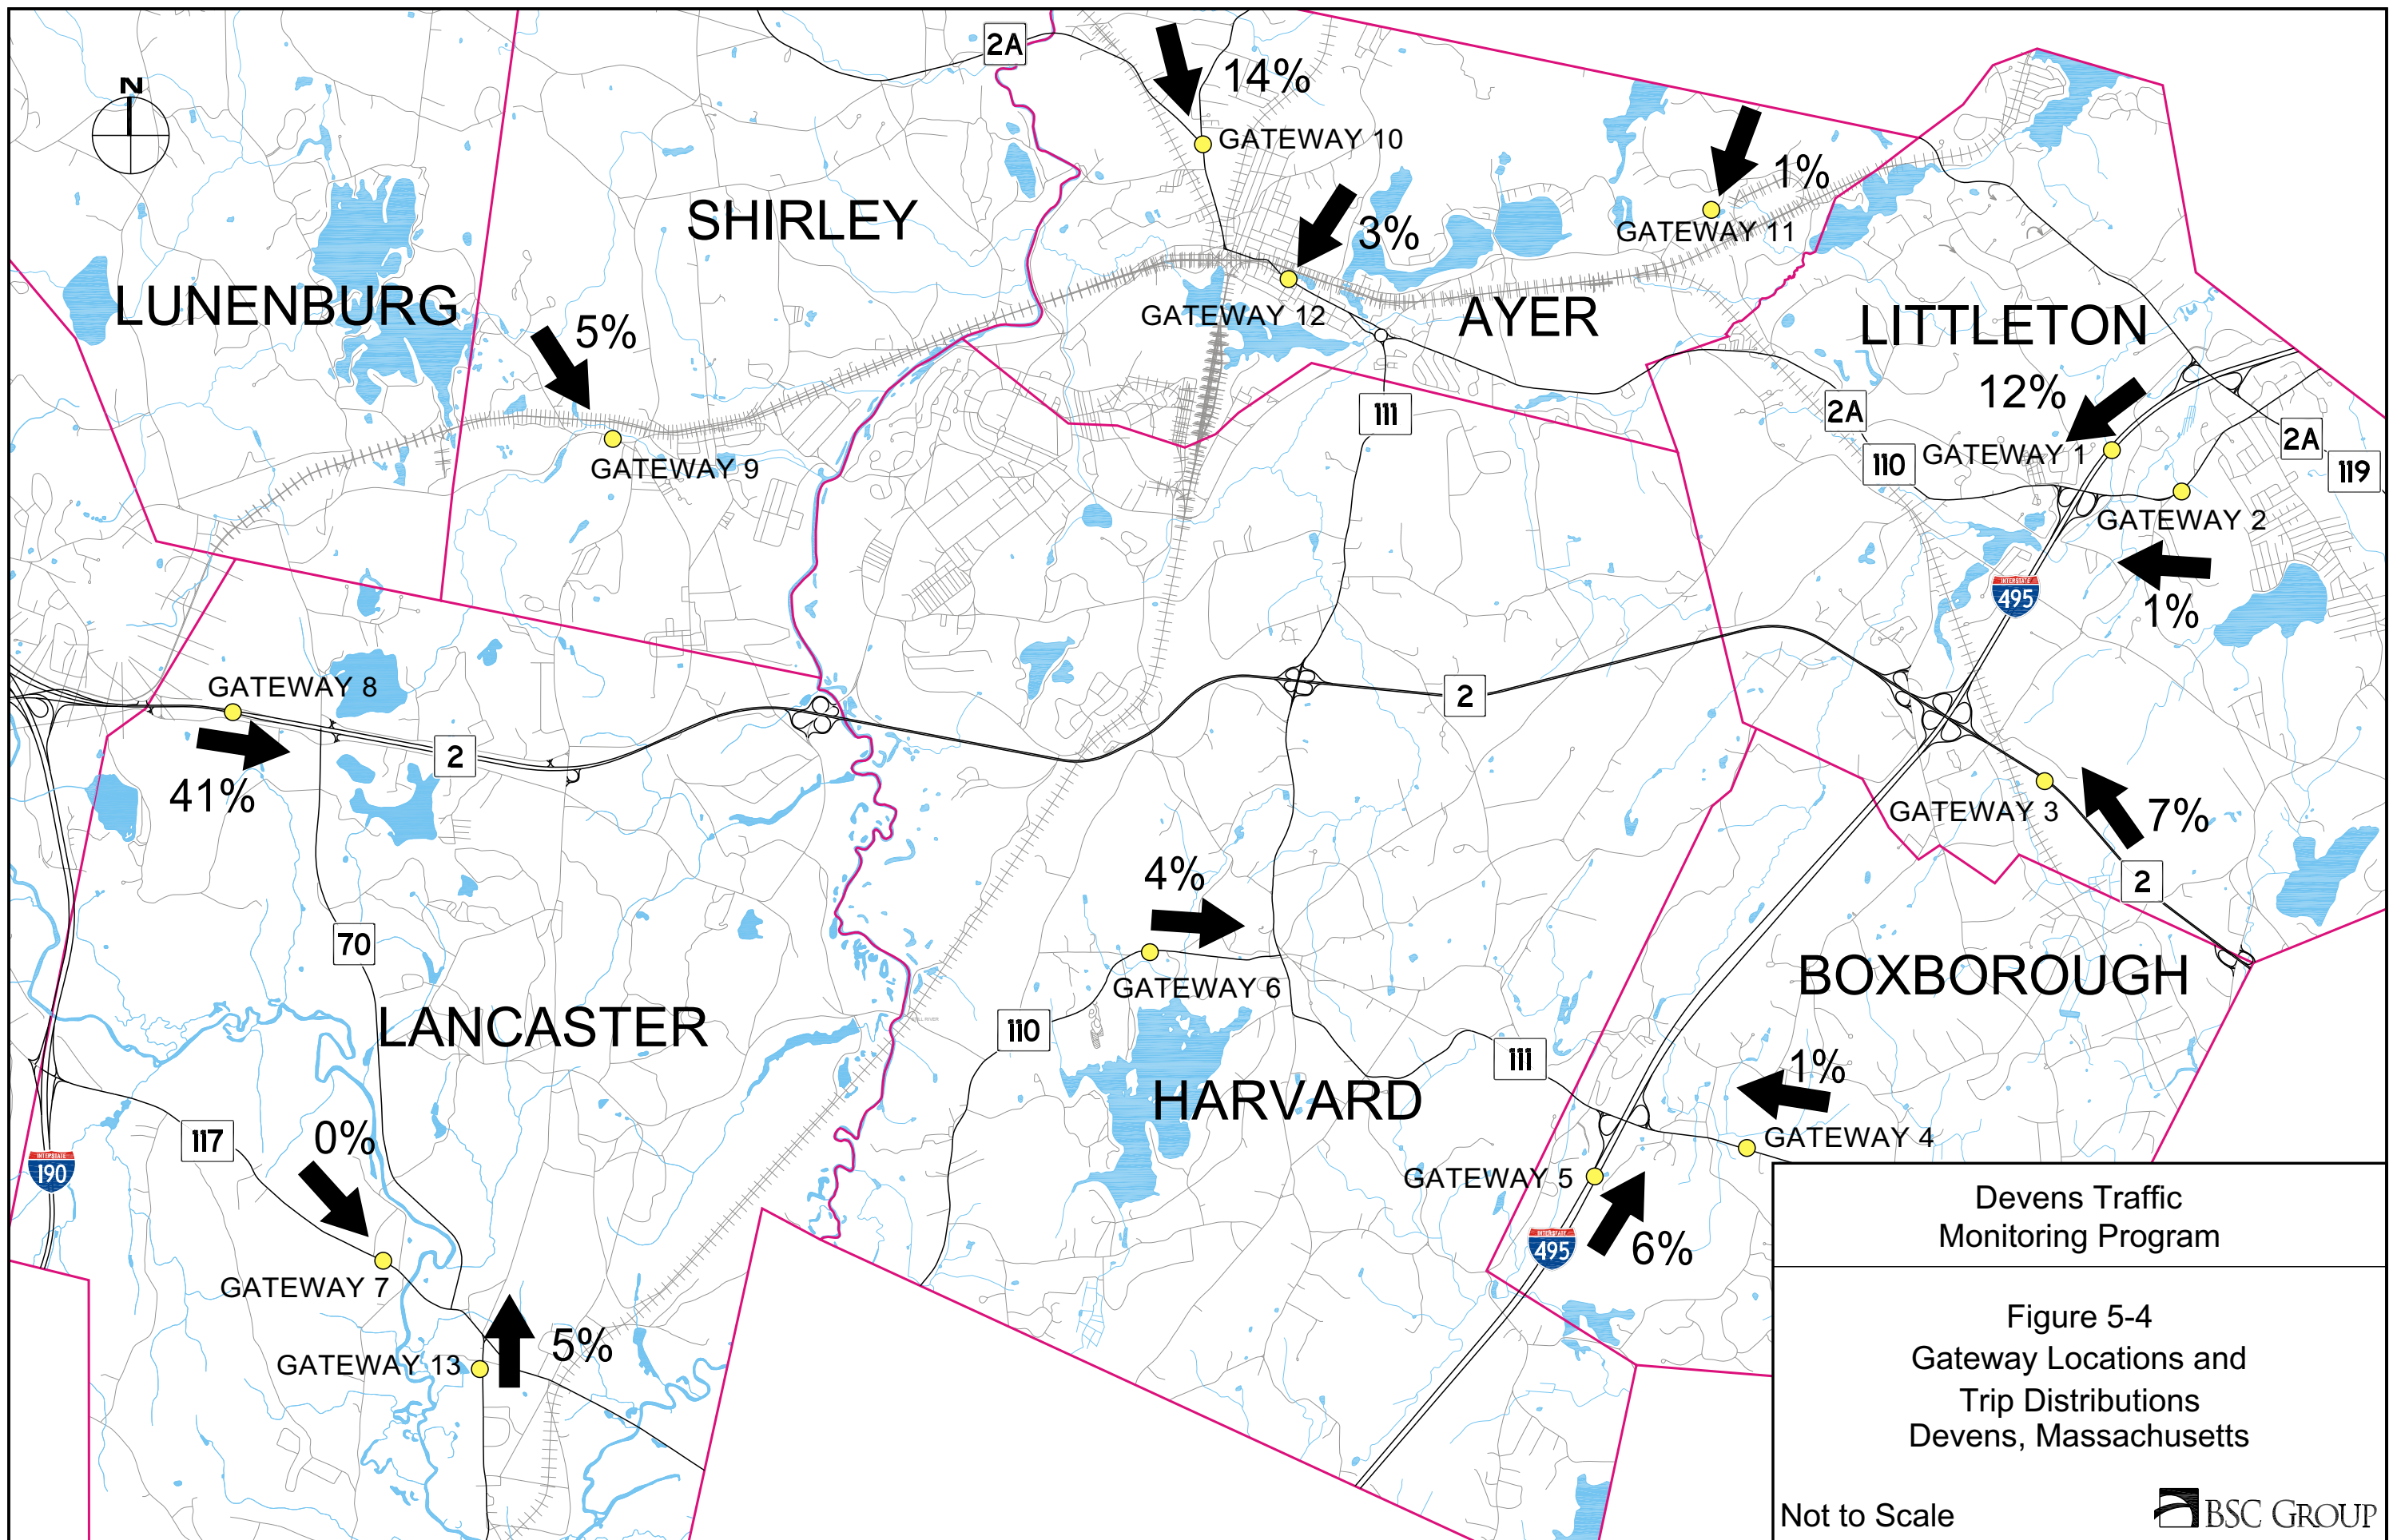 2A
14%
N
GATEWAY 10
1%
SHIRLEY
GATEWAY 11
3%
LUNENBURG
GATEWAY 12
AYER
LITTLETON
5%
12%
111
2A
2A
GATEWAY 9
110
GATEWAY 1
119
GATEWAY 2
INTERSTATE
495
1%
GATEWAY 8
2
2
41%
GATEWAY 3
7%
4%
2
70
GATEWAY 6
BOXBOROUGH
LANCASTER
110
111
1%
HARVARD
117
0%
GATEWAY 4
INTERSTATE
190
GATEWAY 5
INTERSTATE
495
6%
GATEWAY 7
5%
GATEWAY 13
Devens Traffic
Monitoring Program
Figure 5-4
Gateway Locations and
Trip Distributions
Devens, Massachusetts
Not to Scale
BSC GROUP